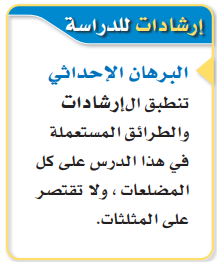 إرشادات للدراسة
البرهان الإحداثي
تنطبق الإرشادات
والطرائق المستعملة
في هذا الدرس على كل
المضلعات ، ولا تقتصر
على المثلثات.